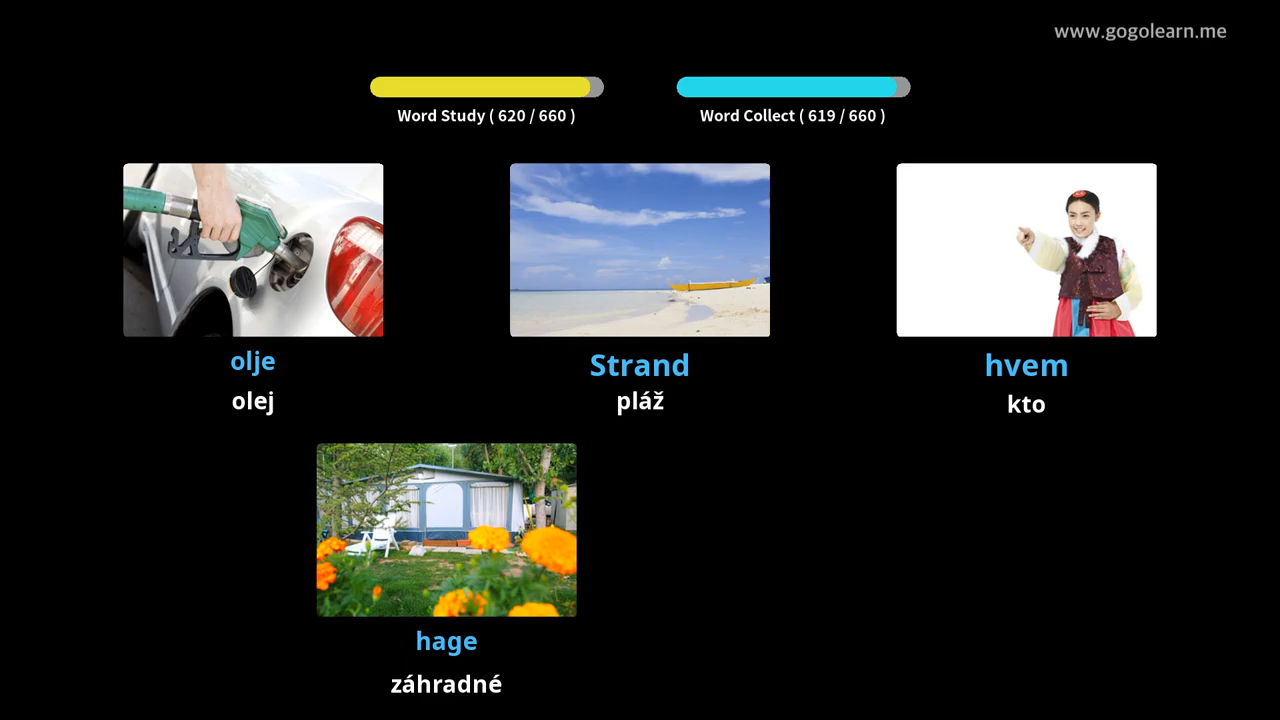 www.gogolearn.me
Word Study ( 620 / 660 )
Word Collect ( 619 / 660 )
olje
olej
Strand
pláž
hvem
kto
hage
záhradné